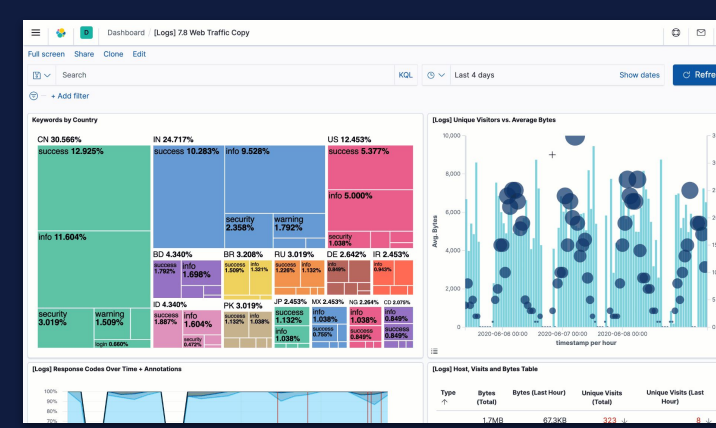 D Dashboard / [Logs] 7.8 Web Traffic Copy
Full screen Share Clone Edit
Search KQL Last 4 days Show dates Refre
+ Add filter
Keywords by Country
CN 30.566% IN 24.717% US 12.453%
success 12.925% success 10.283% info 9.528% success 5.377%
info 5.000%
security 2.358% warning 1.792%
security 1.038%
info 11.604%
BD 4.340% BR 3.208% RU 3.019% DE 2.642% IR 2.453%
success 1.792% info 1.698% success 1.509% info 1.321% success 1.226% info 1.132% info 0.849% info 0.943%
ID 4.340% PK 3.019% JP 2.453% MX 2.453% NG 2.264% CO 2.075%
security 3.019% warning 1.509% success 1.887% info 1.604% success 1.132% info 1.038% success 1.132% info 1.038% info 1.038% info 0.849%
login 0.660% security 0.472% info 1.038% success 0.755% success 0.849% success 0.849%
[Logs] Unique Visitors vs. Average Bytes
10,000
8,000
6,000
4,000
2,000
0
Avg. Bytes
2020-06-06 00:00 2020-06-07 00:00 2020-06-08 00:00
timestamp per hour
[Logs] Response Codes Over Time + Annotations
100%
90%
80%
70%
[Logs] Host, Visits and Bytes Table
Type Bytes (Total) Bytes (Last Hour) Unique Visits (Total) Unique Visits (Last Hour)
1.7MB 67.3KB 323 8